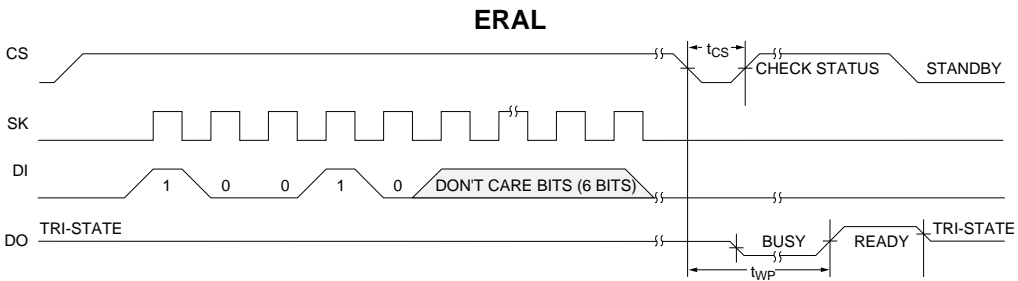 ERAL
CS
tCS
CHECK STATUS
STANDBY
SK
DI
1 0 0 1 0 DON'T CARE BITS (6 BITS)
DO
TRI-STATE
BUSY
READY
TRI-STATE
tWP